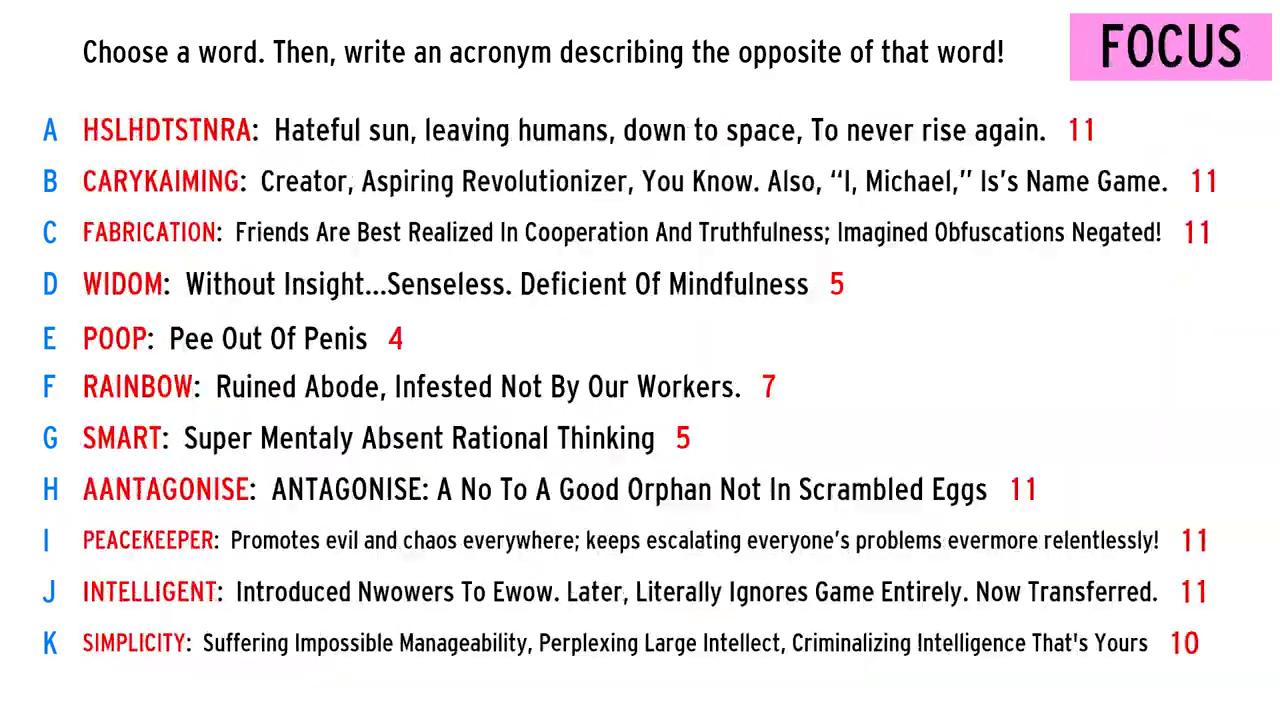 Choose a word. Then, write an acronym describing the opposite of that word! FOCUS
A HSLHDTSTNRA: Hateful sun, leaving humans, down to space, To never rise again. 11
B CARYKAIMING: Creator, Aspiring Revolutionizer, You Know. Also, “I, Michael,” Is’s Name Game. 11
C FABRICATION: Friends Are Best Realized In Cooperation And Truthfulness; Imagined Obfuscations Negated! 11
D WIDOM: Without Insight...Senseless. Deficient Of Mindfulness 5
E POOP: Pee Out Of Penis 4
F RAINBOW: Ruined Abode, Infested Not By Our Workers. 7
G SMART: Super Mentaly Absent Rational Thinking 5
H AANTAGONISE: ANTAGONISE: A No To A Good Orphan Not In Scrambled Eggs 11
I PEACEKEEPER: Promotes evil and chaos everywhere; keeps escalating everyone’s problems evermore relentlessly! 11
J INTELLIGENT: Introduced Nwowers To Ewow. Later, Literally Ignores Game Entirely. Now Transferred. 11
K SIMPLICITY: Suffering Impossible Manageability, Perplexing Large Intellect, Criminalizing Intelligence That's Yours 10